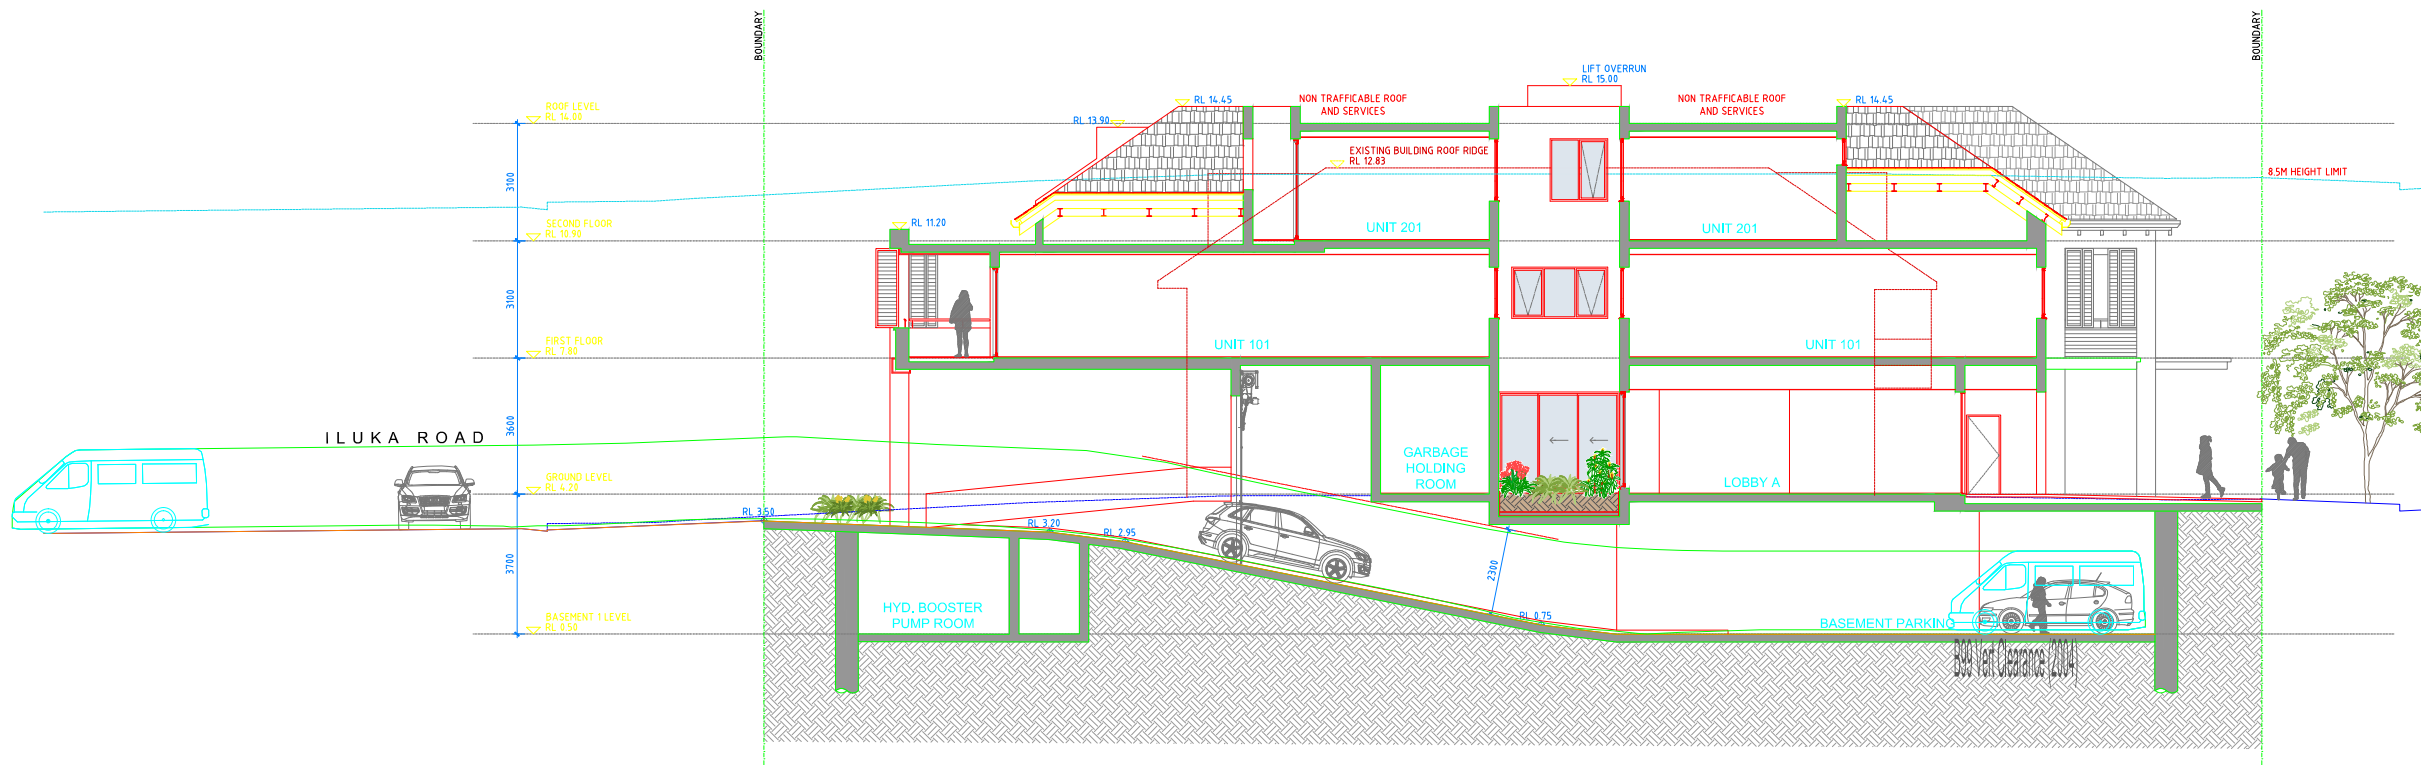 BOUNDARY
BOUNDARY
LIFT OVERRUN
RL 15.00
ROOF LEVEL
RL 14.00
RL 13.90
RL 14.45
NON TRAFFICABLE ROOF
AND SERVICES
NON TRAFFICABLE ROOF
AND SERVICES
RL 14.45
EXISTING BUILDING ROOF RIDGE
RL 12.83
8.5M HEIGHT LIMIT
3100
SECOND FLOOR
RL 10.90
RL 11.20
UNIT 201
UNIT 201
3100
FIRST FLOOR
RL 7.80
UNIT 101
UNIT 101
3600
ILUKA ROAD
GARBAGE
HOLDING
ROOM
GROUND LEVEL
RL 4.20
LOBBY A
RL 3.50
RL 3.20
RL 2.95
3700
2300
HYD, BOOSTER
PUMP ROOM
BASEMENT 1 LEVEL
RL 0.50
RL 0.75
BASEMENT PARKING
B99 Vert Clearance (2004)